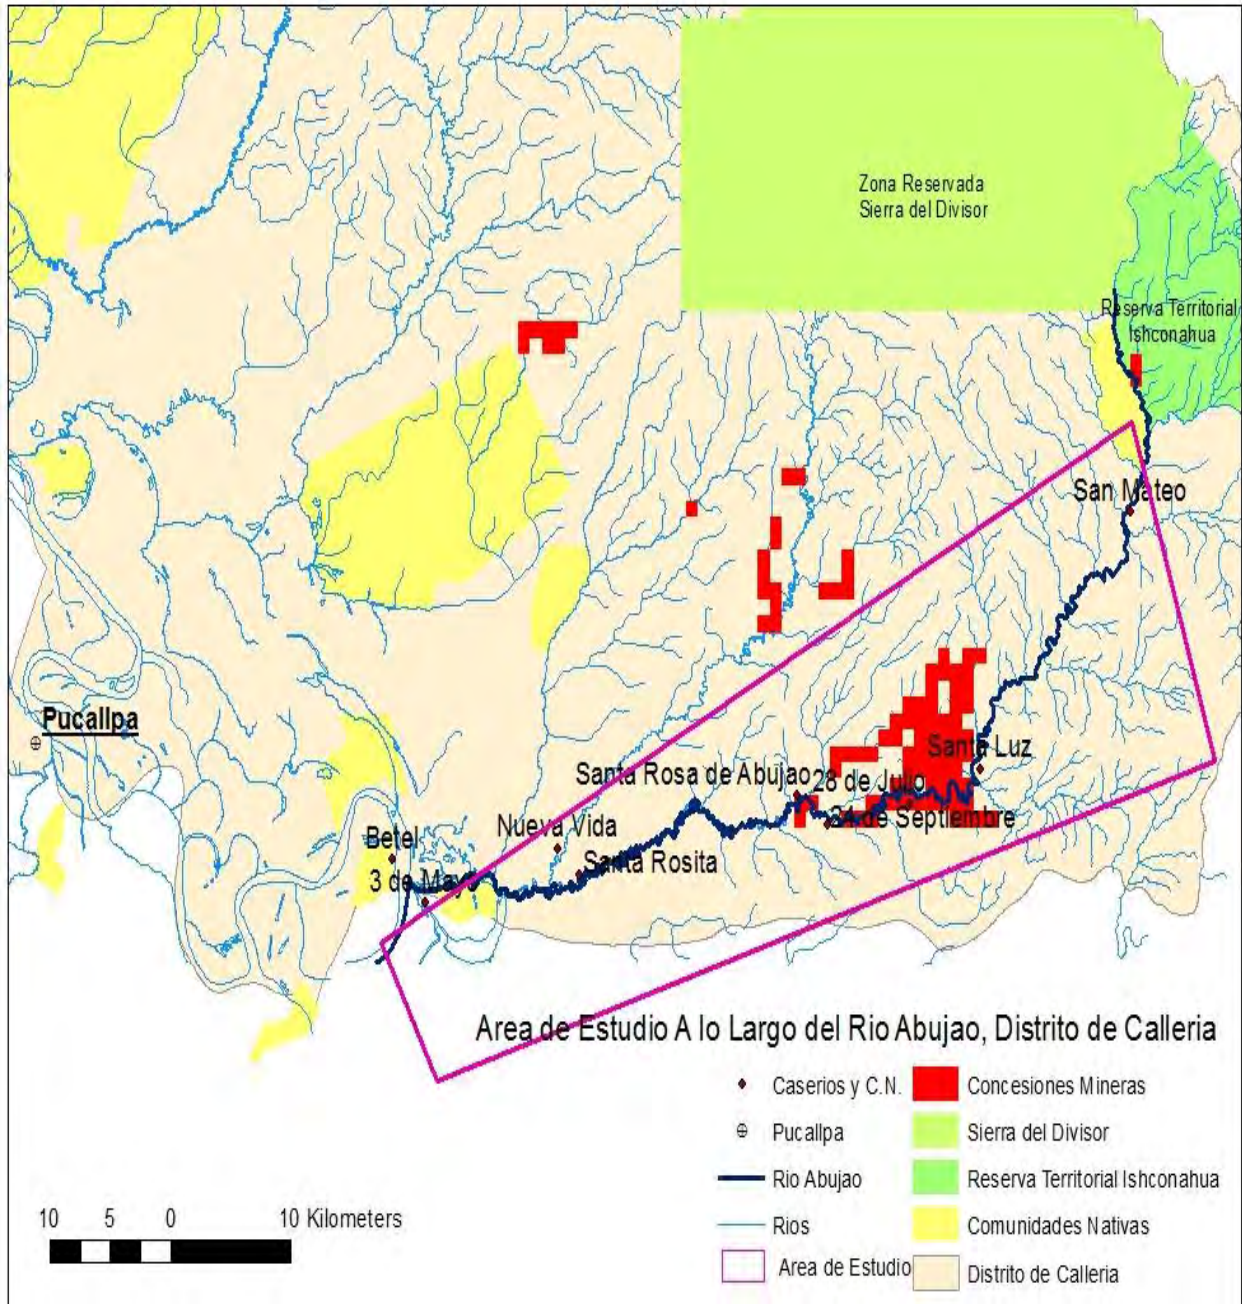 Zona Reservada
Sierra del Divisor
Reserva Territorial
Ishconahua
San Mateo
Pucallpa
Santa Luz
Santa Rosa de Abujao
28 de Julio
24 de Septiembre
Nueva Vida
Betel
Santa Rosita
3 de Mayo
Area de Estudio A lo Largo del Rio Abujao, Distrito de Calleria
Caserios y C.N.
Concesiones Mineras
Pucallpa
Sierra del Divisor
Rio Abujao
Reserva Territorial Ishconahua
Rios
Comunidades Nativas
Area de Estudio
Distrito de Calleria
10 5 0 10 Kilometers